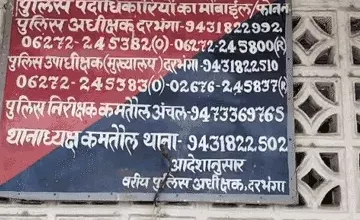 पुलिस पदाधिकारियों का मोबाईल/फोन नं.
पुलिस अधीक्षक, दरभंगा-9431822992,
06272-245382(O)-06272-245800(R)
पुलिस उपाधीक्षक (मुख्यालय) दरभंगा-9431822510
06272-245383(O)-02676-245837(R)
पुलिस निरीक्षक कमतौल अंचल-9473369765
थानाध्यक्ष कमतौल थाना-9431822502
आदेशानुसार
वरीय पुलिस अधीक्षक, दरभंगा